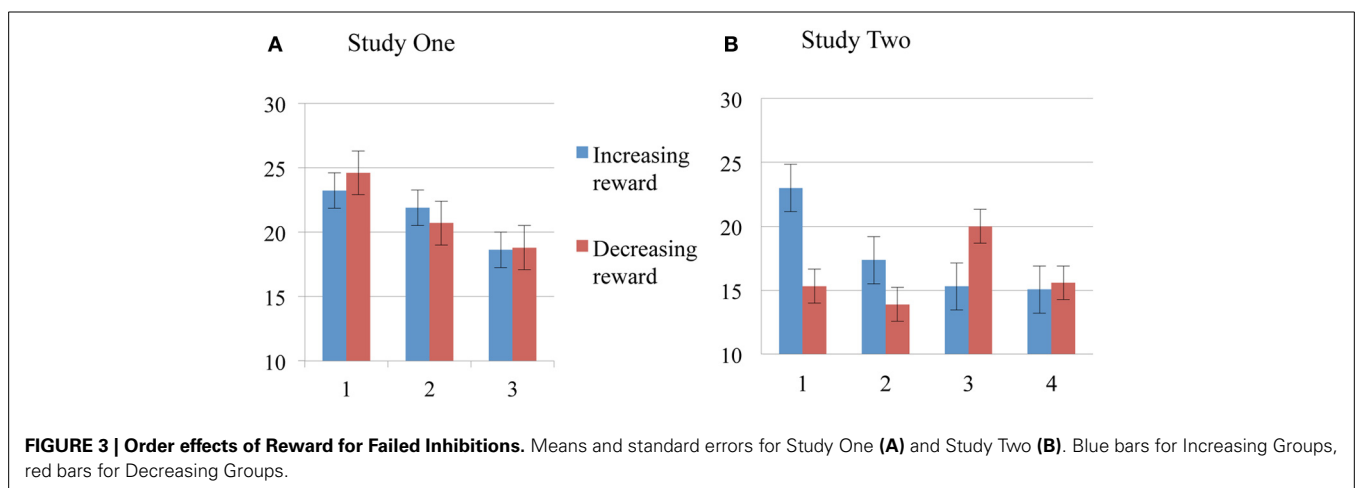 A Study One
30
25
20
15
10
1 2 3
Increasing
reward
Decreasing
reward
B Study Two
30
25
20
15
10
1 2 3 4
FIGURE 3 | Order effects of Reward for Failed Inhibitions. Means and standard errors for Study One (A) and Study Two (B). Blue bars for Increasing Groups,
red bars for Decreasing Groups.